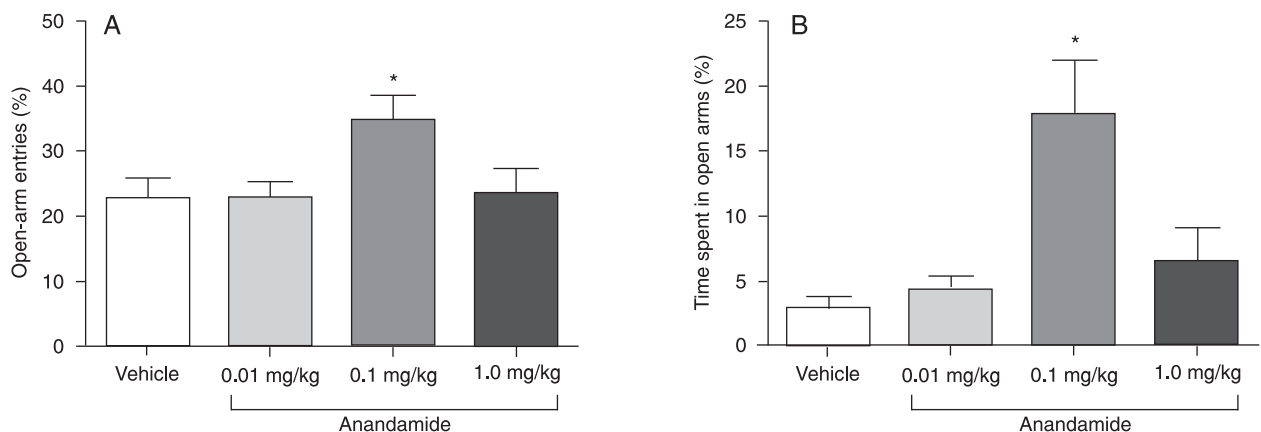 A
Open-arm entries (%)
50
40
30
20
10
0
*
Vehicle 0.01 mg/kg 0.1 mg/kg 1.0 mg/kg
Anandamide
B
Time spent in open arms (%)
25
20
15
10
5
0
*
Vehicle 0.01 mg/kg 0.1 mg/kg 1.0 mg/kg
Anandamide